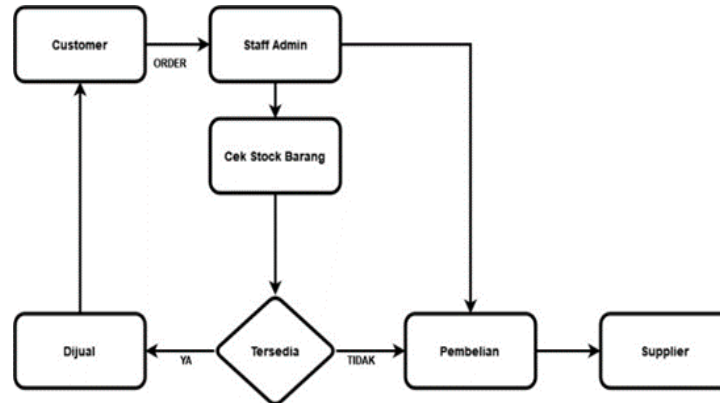 Customer
ORDER
Staff Admin
Cek Stock Barang
Dijual
YA
Tersedia
TIDAK
Pembelian
Supplier